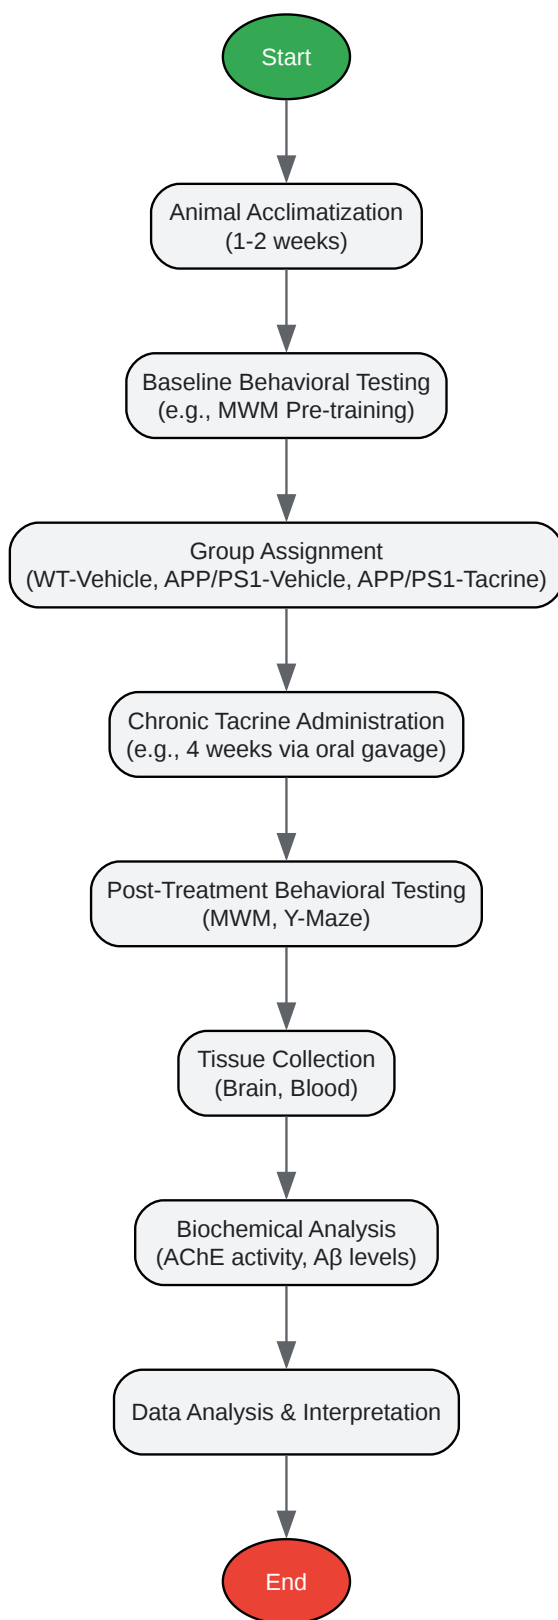 Start
Animal Acclimatization
(1-2 weeks)
Baseline Behavioral Testing
(e.g., MWM Pre-training)
Group Assignment
(WT-Vehicle, APP/PS1-Vehicle, APP/PS1-Tacrine)
Chronic Tacrine Administration
(e.g., 4 weeks via oral gavage)
Post-Treatment Behavioral Testing
(MWM, Y-Maze)
Tissue Collection
(Brain, Blood)
Biochemical Analysis
(AChE activity, Aβ levels)
Data Analysis & Interpretation
End